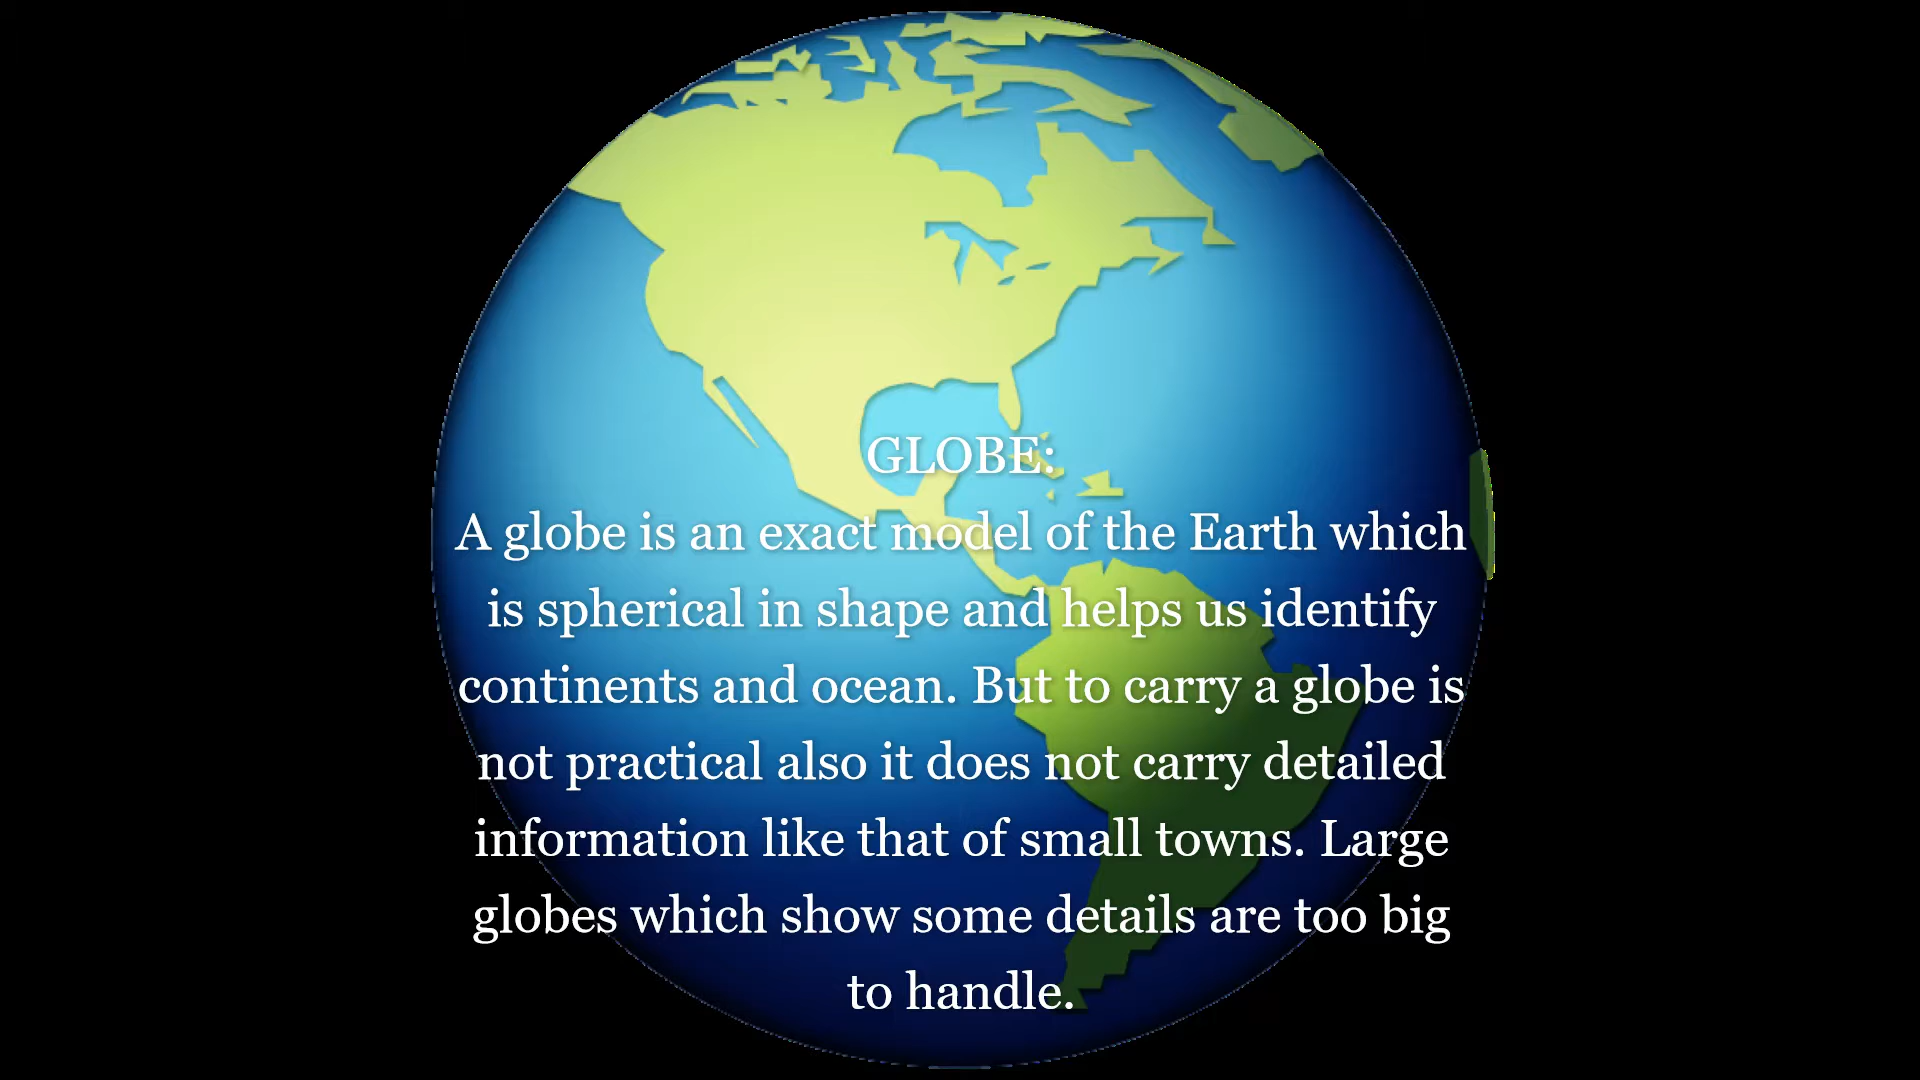 GLOBE:
A globe is an exact model of the Earth which
is spherical in shape and helps us identify
continents and ocean. But to carry a globe is
not practical also it does not carry detailed
information like that of small towns. Large
globes which show some details are too big
to handle.